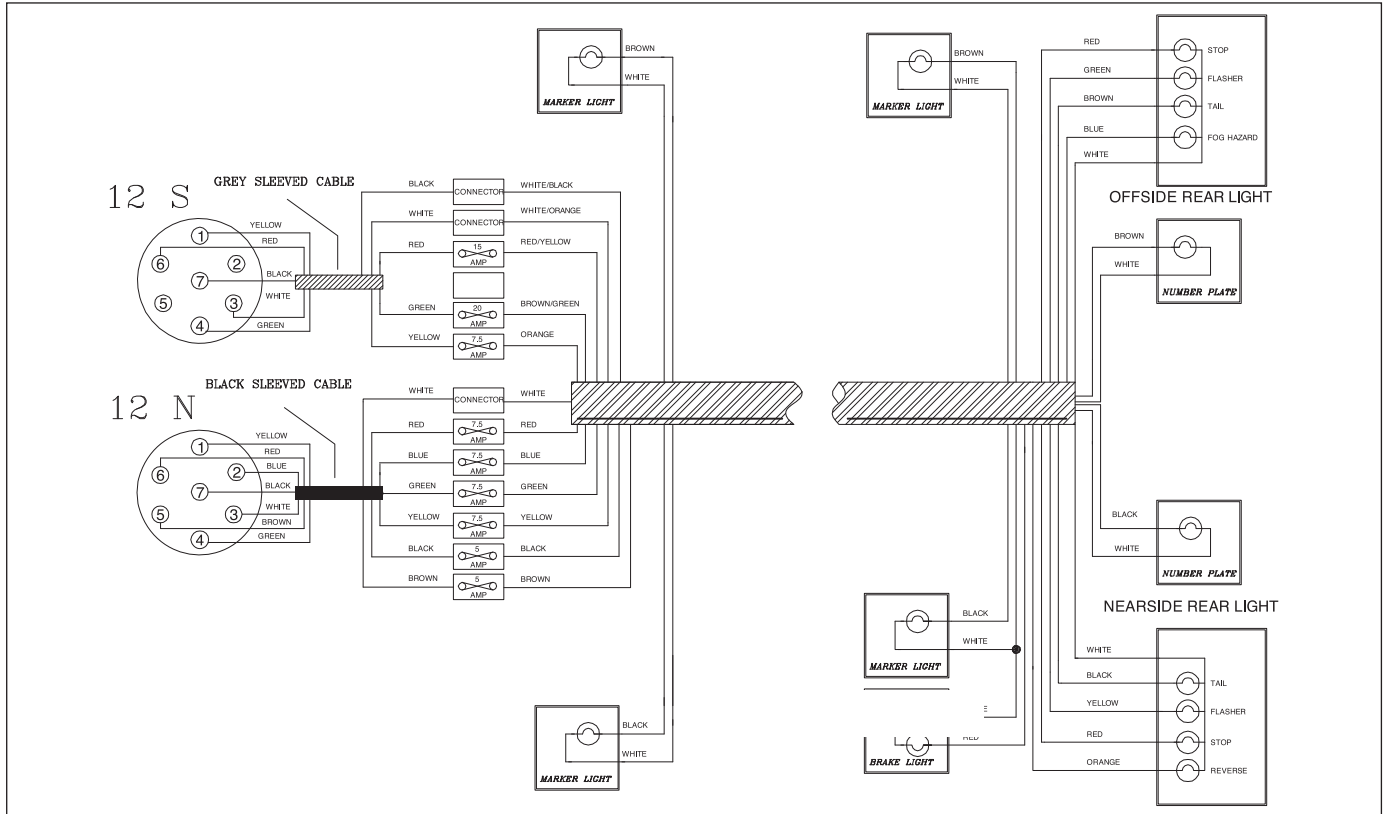 BROWN
WHITE
MARKER LIGHT
BROWN
WHITE
MARKER LIGHT
RED
STOP
GREEN
FLASHER
BROWN
TAIL
BLUE
FOG HAZARD
WHITE
OFFSIDE REAR LIGHT
BROWN
WHITE
NUMBER PLATE
12 S
GREY SLEEVED CABLE
YELLOW
RED
BLACK
WHITE
GREEN
1
6
2
7
5
3
4
BLACK
CONNECTOR
WHITE/BLACK
WHITE
CONNECTOR
WHITE/ORANGE
RED
15
AMP
RED/YELLOW
GREEN
20
AMP
BROWN/GREEN
YELLOW
7.5
AMP
ORANGE
12 N
BLACK SLEEVED CABLE
YELLOW
RED
BLUE
BLACK
WHITE
BROWN
GREEN
1
6
2
7
5
3
4
WHITE
CONNECTOR
WHITE
RED
7.5
AMP
RED
BLUE
7.5
AMP
BLUE
GREEN
7.5
AMP
GREEN
YELLOW
7.5
AMP
YELLOW
BLACK
5
AMP
BLACK
BROWN
5
AMP
BROWN
BLACK
WHITE
NUMBER PLATE
NEARSIDE REAR LIGHT
BLACK
WHITE
MARKER LIGHT
BLACK
WHITE
MARKER LIGHT
RED
BRAKE LIGHT
WHITE
BLACK
TAIL
YELLOW
FLASHER
RED
STOP
ORANGE
REVERSE